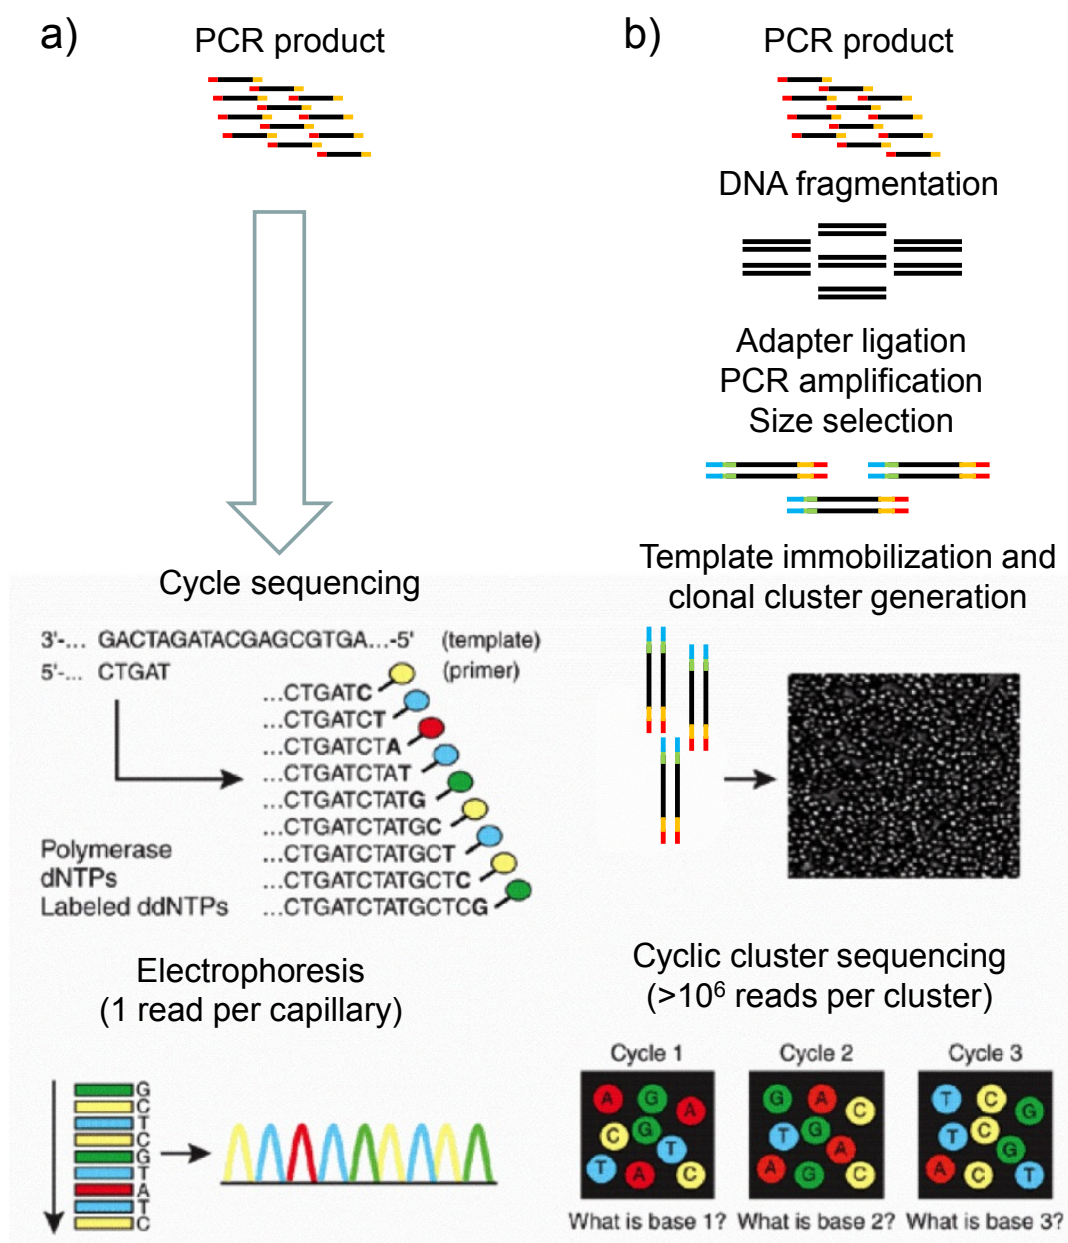 a)
PCR product
Cycle sequencing
3'-... GACTAGATACGAGCGTGA...-5' (template)
5'-... CTGAT (primer)
...CTGATC
...CTGATCT
...CTGATCTA
...CTGATCTAT
...CTGATCTATG
...CTGATCTATGC
...CTGATCTATGCT
...CTGATCTATGCTC
...CTGATCTATGCTCG
Polymerase
dNTPs
Labeled ddNTPs
Electrophoresis
(1 read per capillary)
G
C
T
C
G
T
A
T
C
b)
PCR product
DNA fragmentation
Adapter ligation
PCR amplification
Size selection
Template immobilization and
clonal cluster generation
Cyclic cluster sequencing
(>10⁶ reads per cluster)
Cycle 1
A G A
C G T
T A C
What is base 1?
Cycle 2
G A C
T G A
A G C
What is base 2?
Cycle 3
T C G
T C G
A C T
What is base 3?